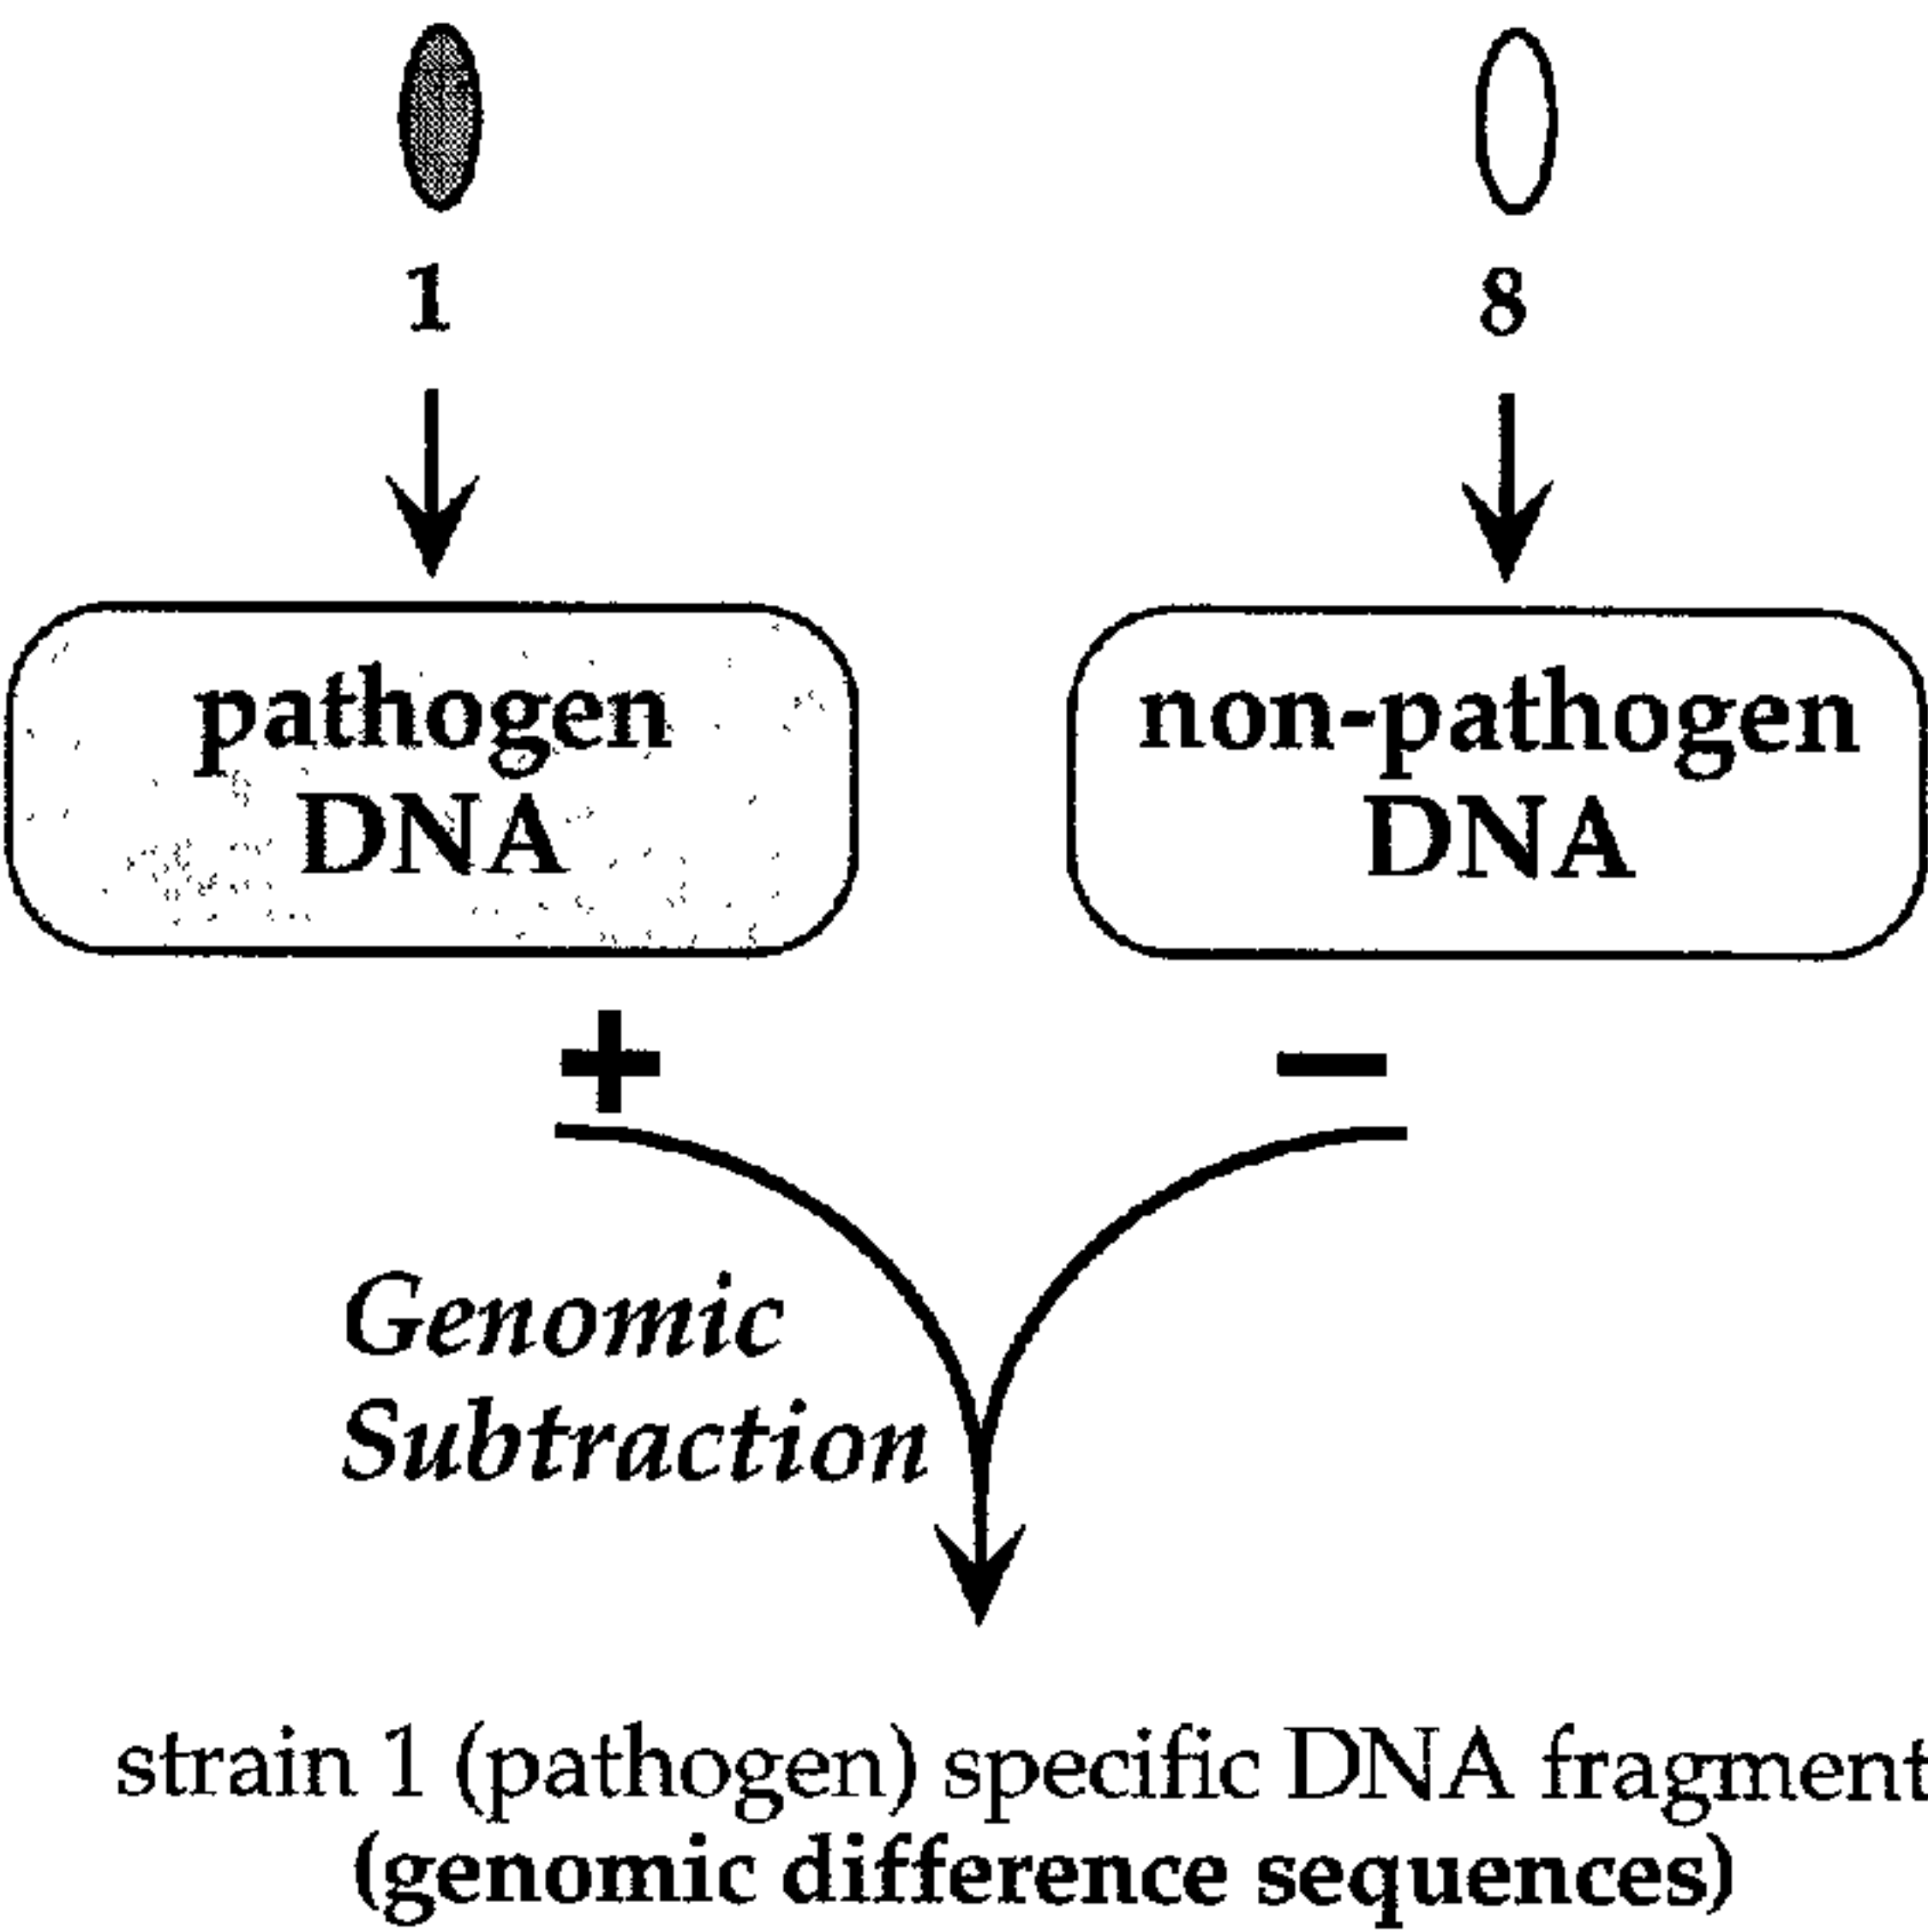 1
8
pathogen
DNA
non-pathogen
DNA
+
−
Genomic
Subtraction
strain 1 (pathogen) specific DNA fragment
(genomic difference sequences)